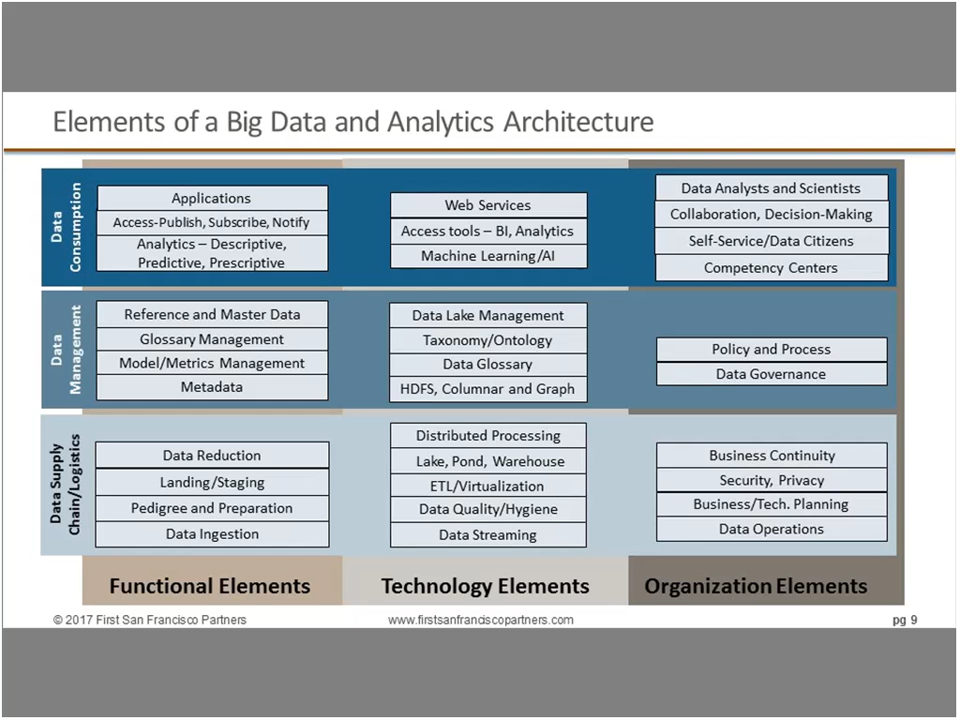 Elements of a Big Data and Analytics Architecture
Data
Consumption
Applications
Access-Publish, Subscribe, Notify
Analytics – Descriptive,
Predictive, Prescriptive
Web Services
Access tools – BI, Analytics
Machine Learning/AI
Data Analysts and Scientists
Collaboration, Decision-Making
Self-Service/Data Citizens
Competency Centers
Data
Management
Reference and Master Data
Glossary Management
Model/Metrics Management
Metadata
Data Lake Management
Taxonomy/Ontology
Data Glossary
HDFS, Columnar and Graph
Policy and Process
Data Governance
Data Supply
Chain/Logistics
Data Reduction
Landing/Staging
Pedigree and Preparation
Data Ingestion
Distributed Processing
Lake, Pond, Warehouse
ETL/Virtualization
Data Quality/Hygiene
Data Streaming
Business Continuity
Security, Privacy
Business/Tech. Planning
Data Operations
Functional Elements
Technology Elements
Organization Elements
© 2017 First San Francisco Partners
www.firstsanfranciscopartners.com
pg 9